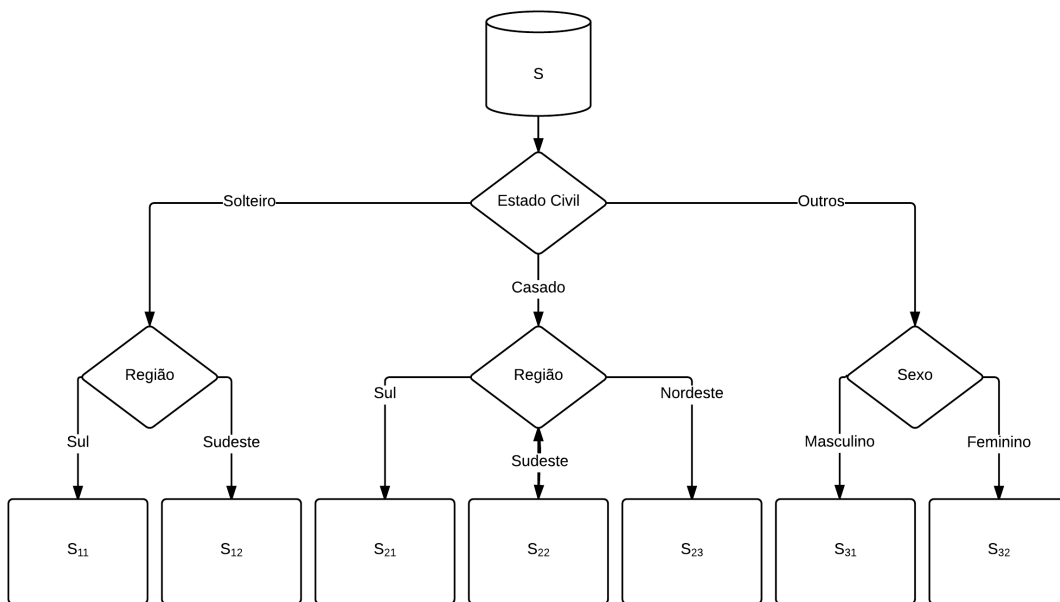 S
Estado Civil
Solteiro
Outros
Casado
Região
Região
Sexo
Sul
Nordeste
Sul
Sudeste
Sudeste
Masculino
Feminino
S₁₁
S₁₂
S₂₁
S₂₂
S₂₃
S₃₁
S₃₂